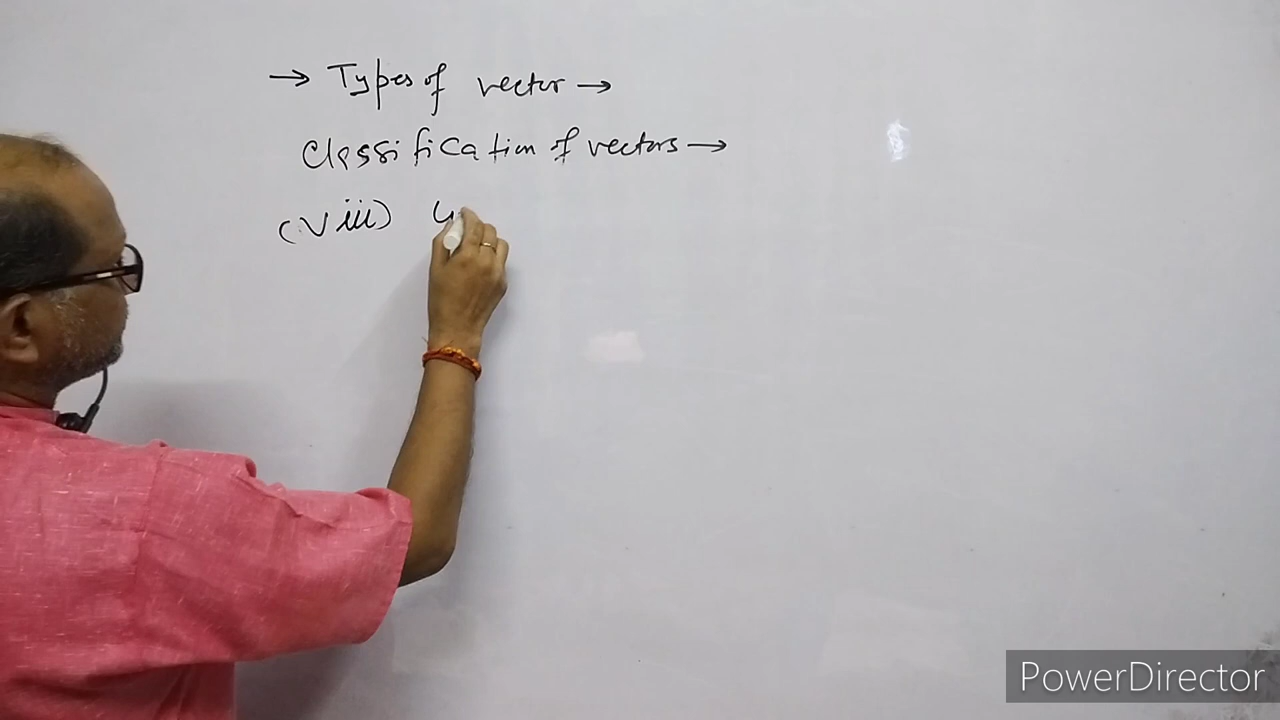 → Types of vector →
Classification of vectors →
(viii)
PowerDirector